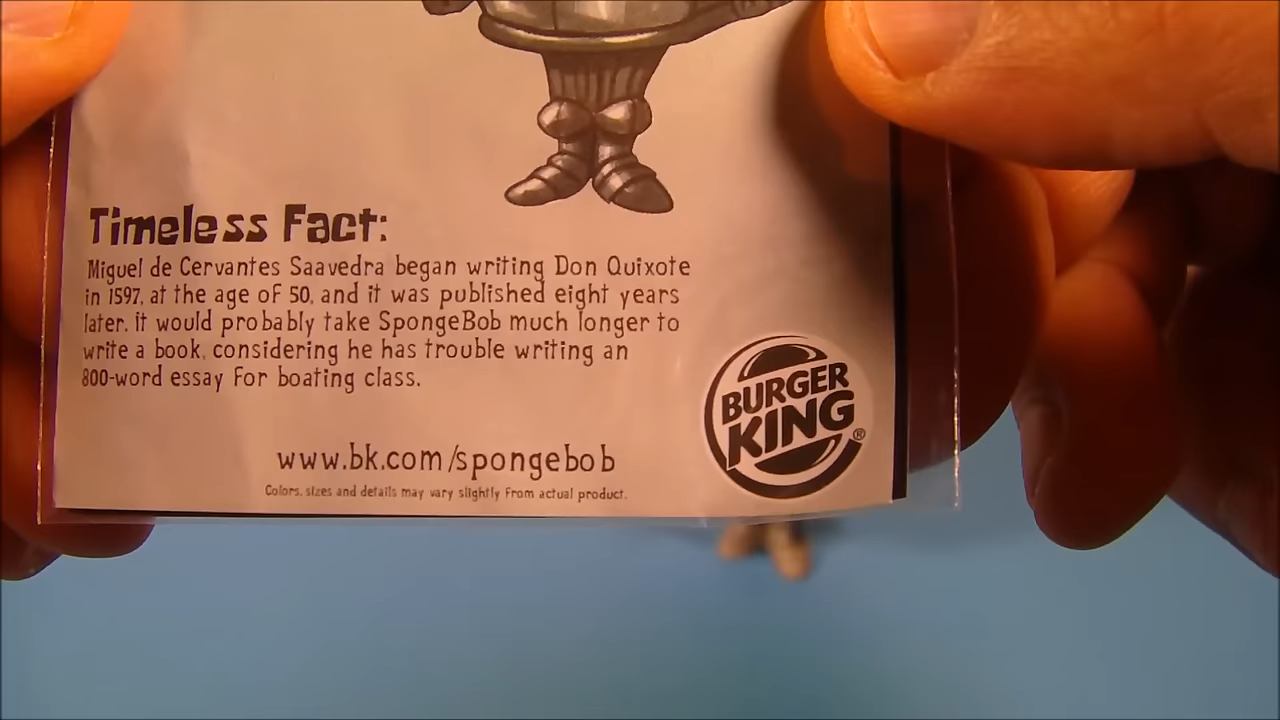 Timeless Fact:
Miguel de Cervantes Saavedra began writing Don Quixote
in 1597, at the age of 50, and it was published eight years
later. It would probably take SpongeBob much longer to
write a book, considering he has trouble writing an
800-word essay for boating class.
www.bk.com/spongebob
Colors, sizes and details may vary slightly from actual product.
BURGER
KING®